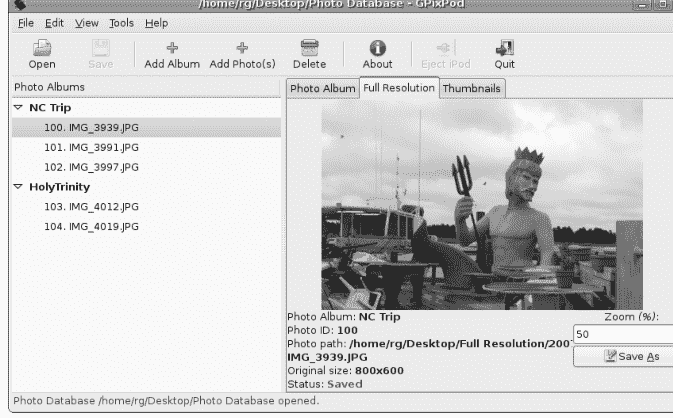 /home/rg/Desktop/Photo Database - GPixPod
File Edit View Tools Help
Open Save Add Album Add Photo(s) Delete About Eject iPod Quit
Photo Albums
Photo Album Full Resolution Thumbnails
NC Trip
100. IMG_3939.JPG
101. IMG_3991.JPG
102. IMG_3997.JPG
HolyTrinity
103. IMG_4012.JPG
104. IMG_4019.JPG
Photo Album: NC Trip
Photo ID: 100
Photo path: /home/rg/Desktop/Full Resolution/200
IMG_3939.JPG
Original size: 800x600
Status: Saved
Zoom (%):
50
Save As
Photo Database /home/rg/Desktop/Photo Database opened.